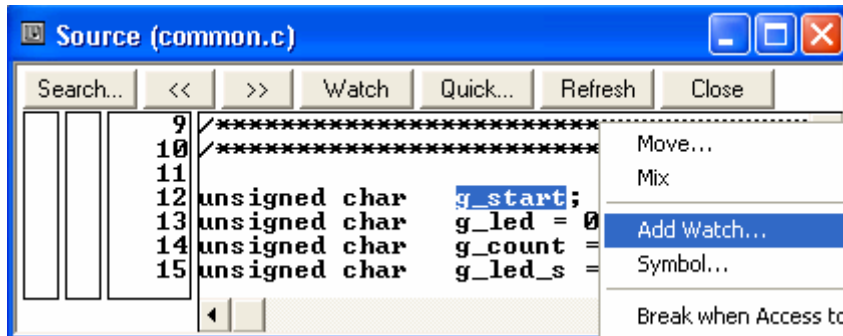 Source (common.c)
Search... << >> Watch Quick... Refresh Close
9 /*************************************
10 /************************
11
12 unsigned char g_start;
13 unsigned char g_led = 0
14 unsigned char g_count =
15 unsigned char g_led_s =
Move...
Mix
Add Watch...
Symbol...
Break when Access to